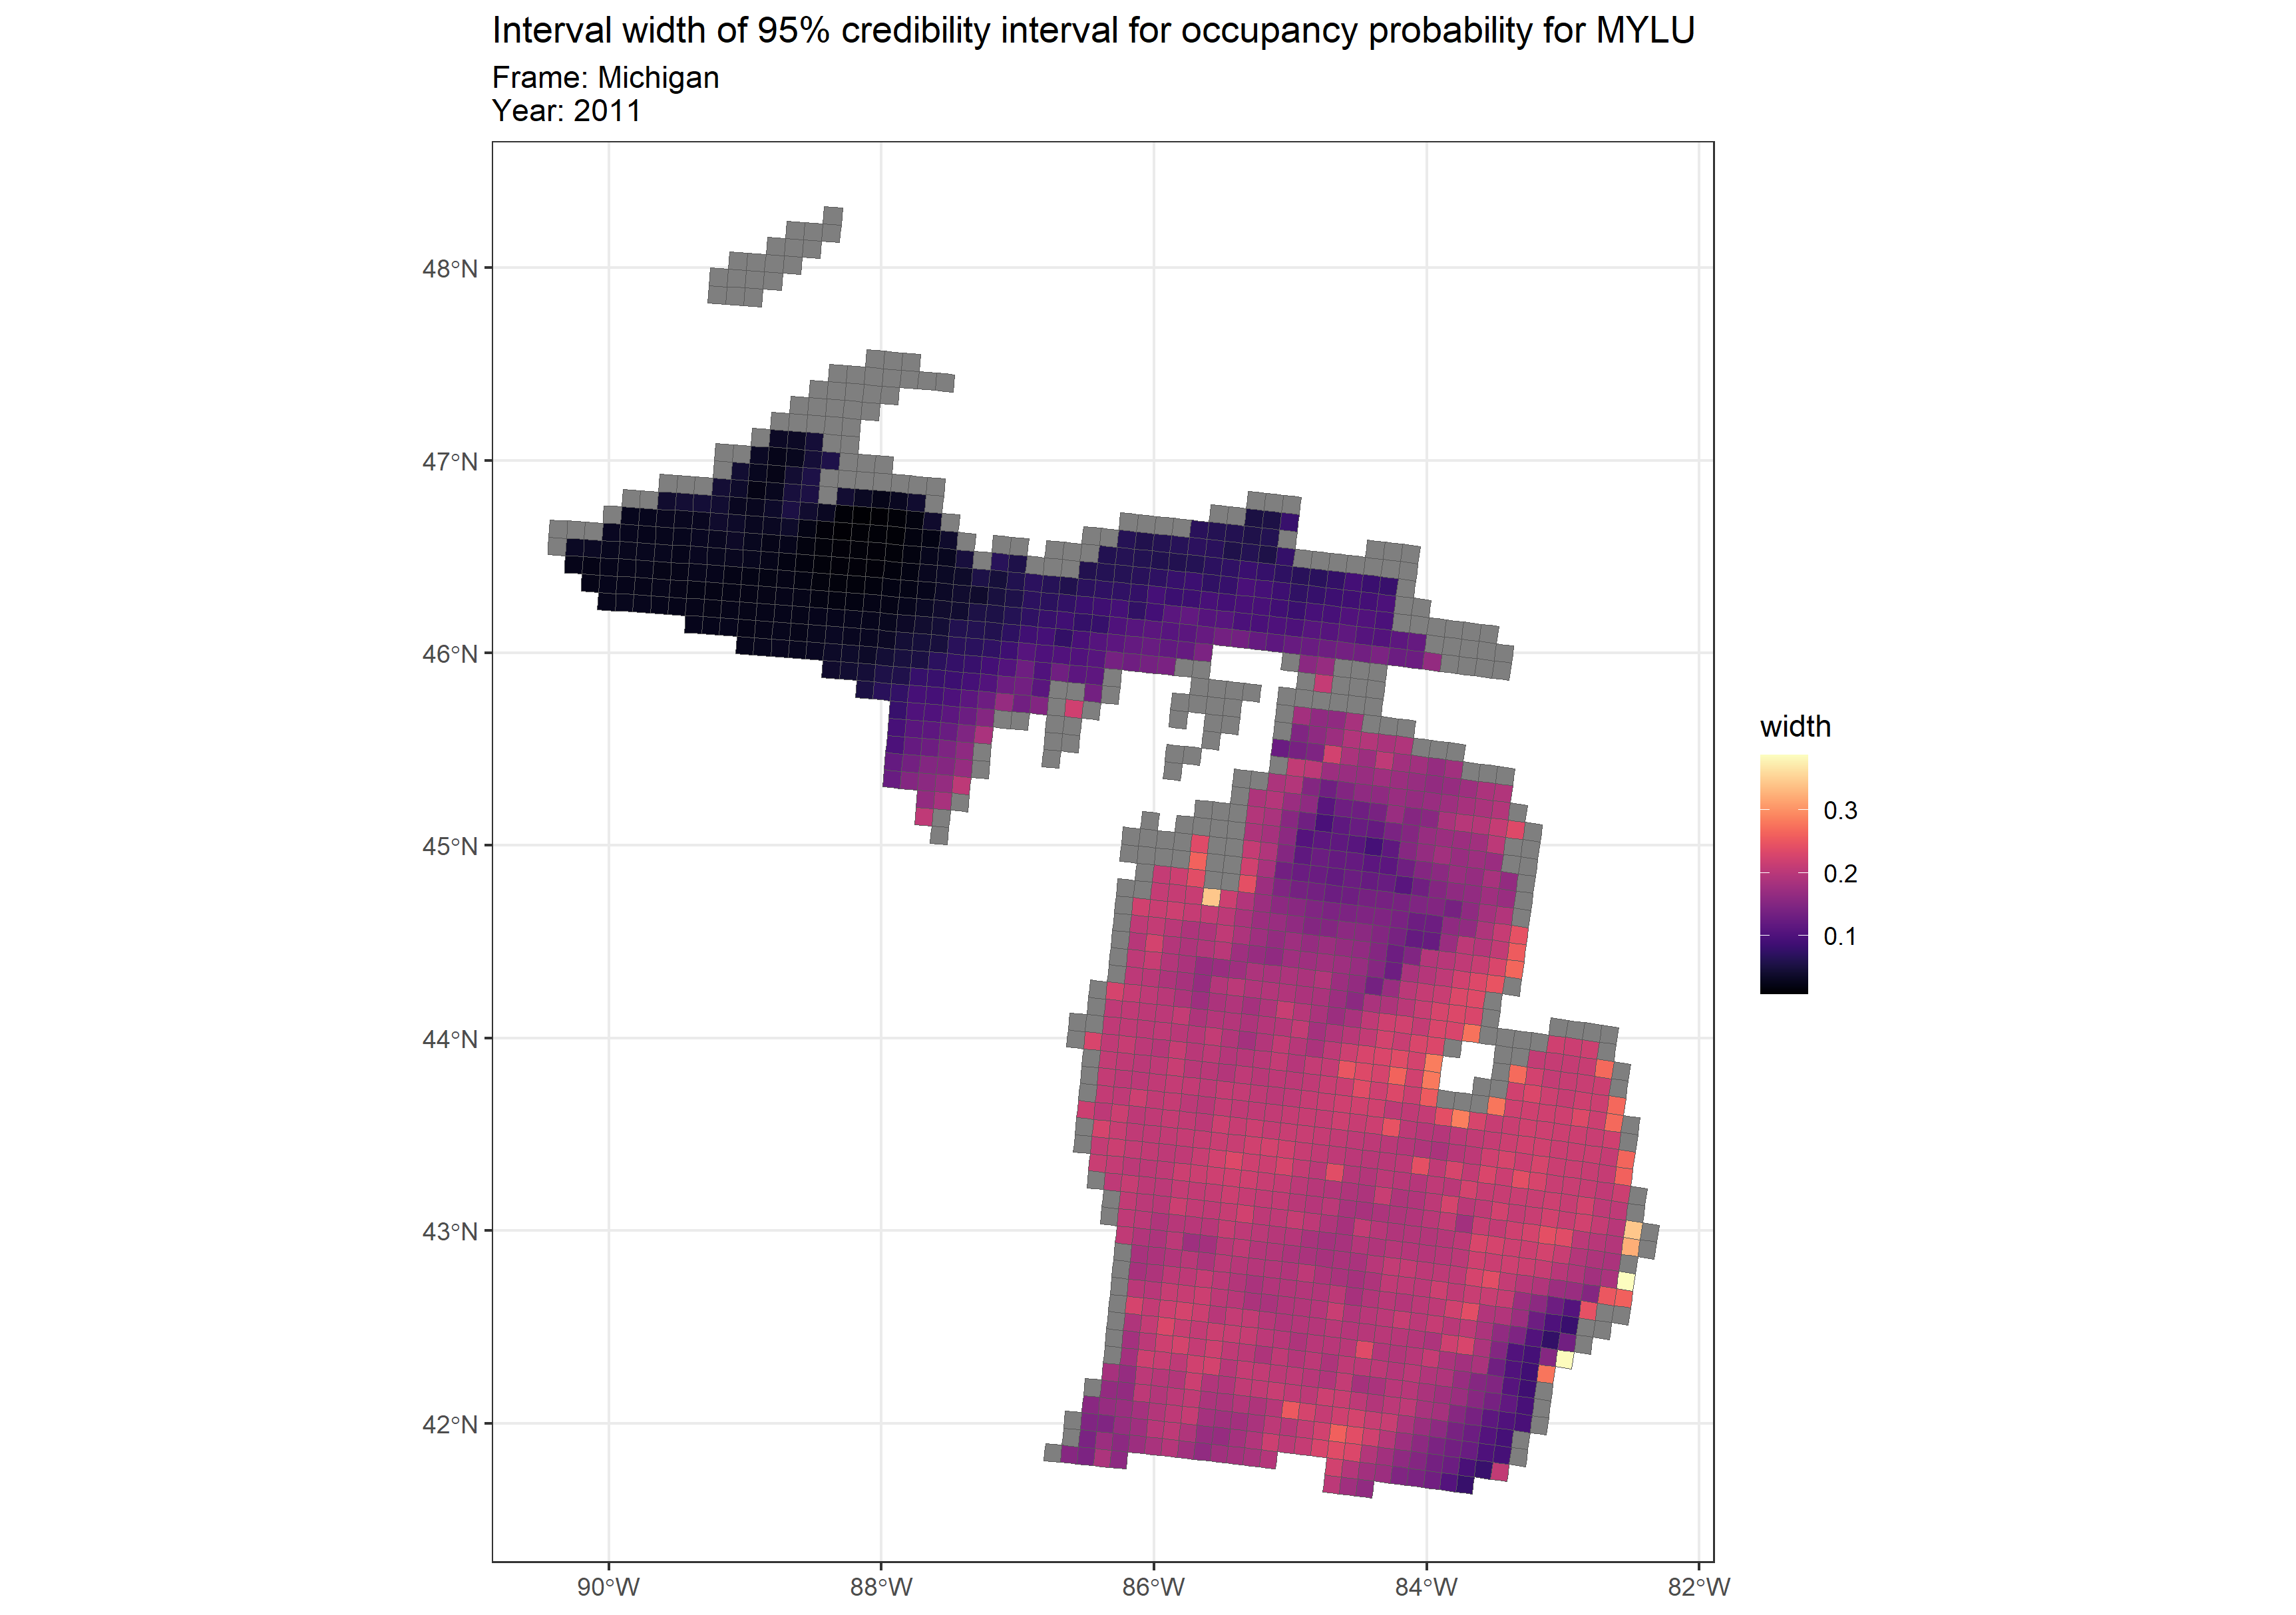 Interval width of 95% credibility interval for occupancy probability for MYLU
Frame: Michigan
Year: 2011
48°N
47°N
46°N
45°N
44°N
43°N
42°N
90°W 88°W 86°W 84°W 82°W
width
0.3
0.2
0.1